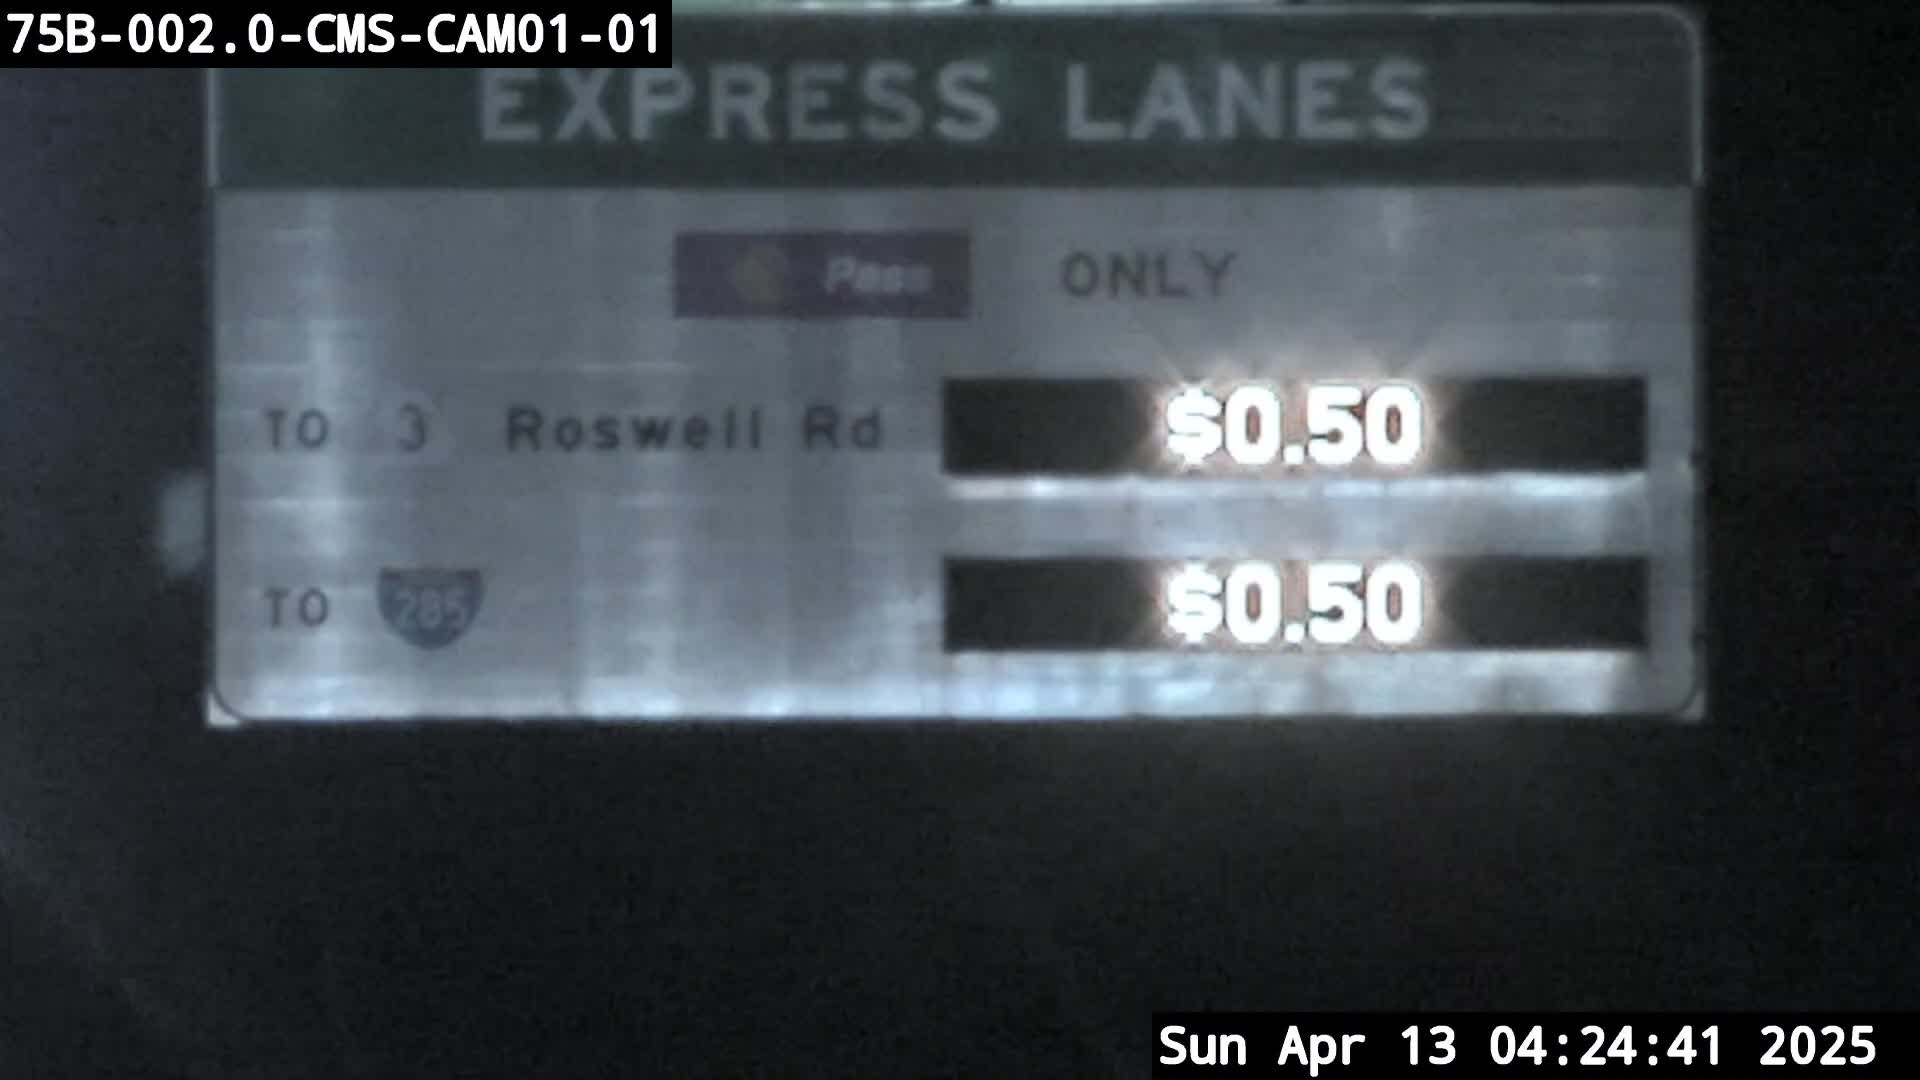 75B-002.0-CMS-CAM01-01
EXPRESS LANES
Pass ONLY
TO 3 Roswell Rd $0.50
TO 285 $0.50
Sun Apr 13 04:24:41 2025